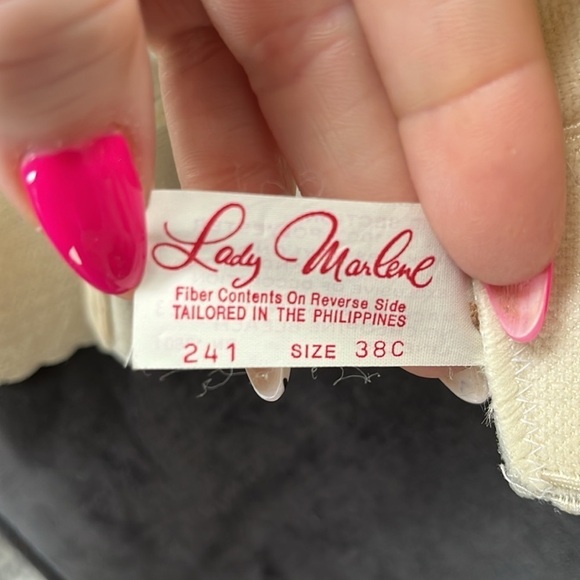 Lady Marlene
Fiber Contents On Reverse Side
TAILORED IN THE PHILIPPINES
241 SIZE 38C